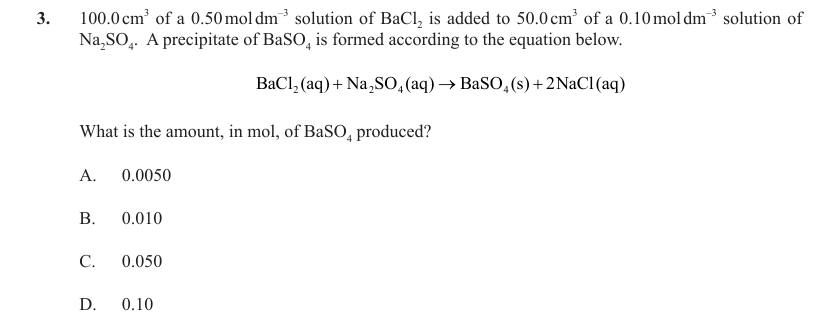 3. 100.0 cm³ of a 0.50 mol dm⁻³ solution of BaCl₂ is added to 50.0 cm³ of a 0.10 mol dm⁻³ solution of
Na₂SO₄. A precipitate of BaSO₄ is formed according to the equation below.
BaCl₂(aq) + Na₂SO₄(aq) → BaSO₄(s) + 2NaCl(aq)
What is the amount, in mol, of BaSO₄ produced?
A. 0.0050
B. 0.010
C. 0.050
D. 0.10